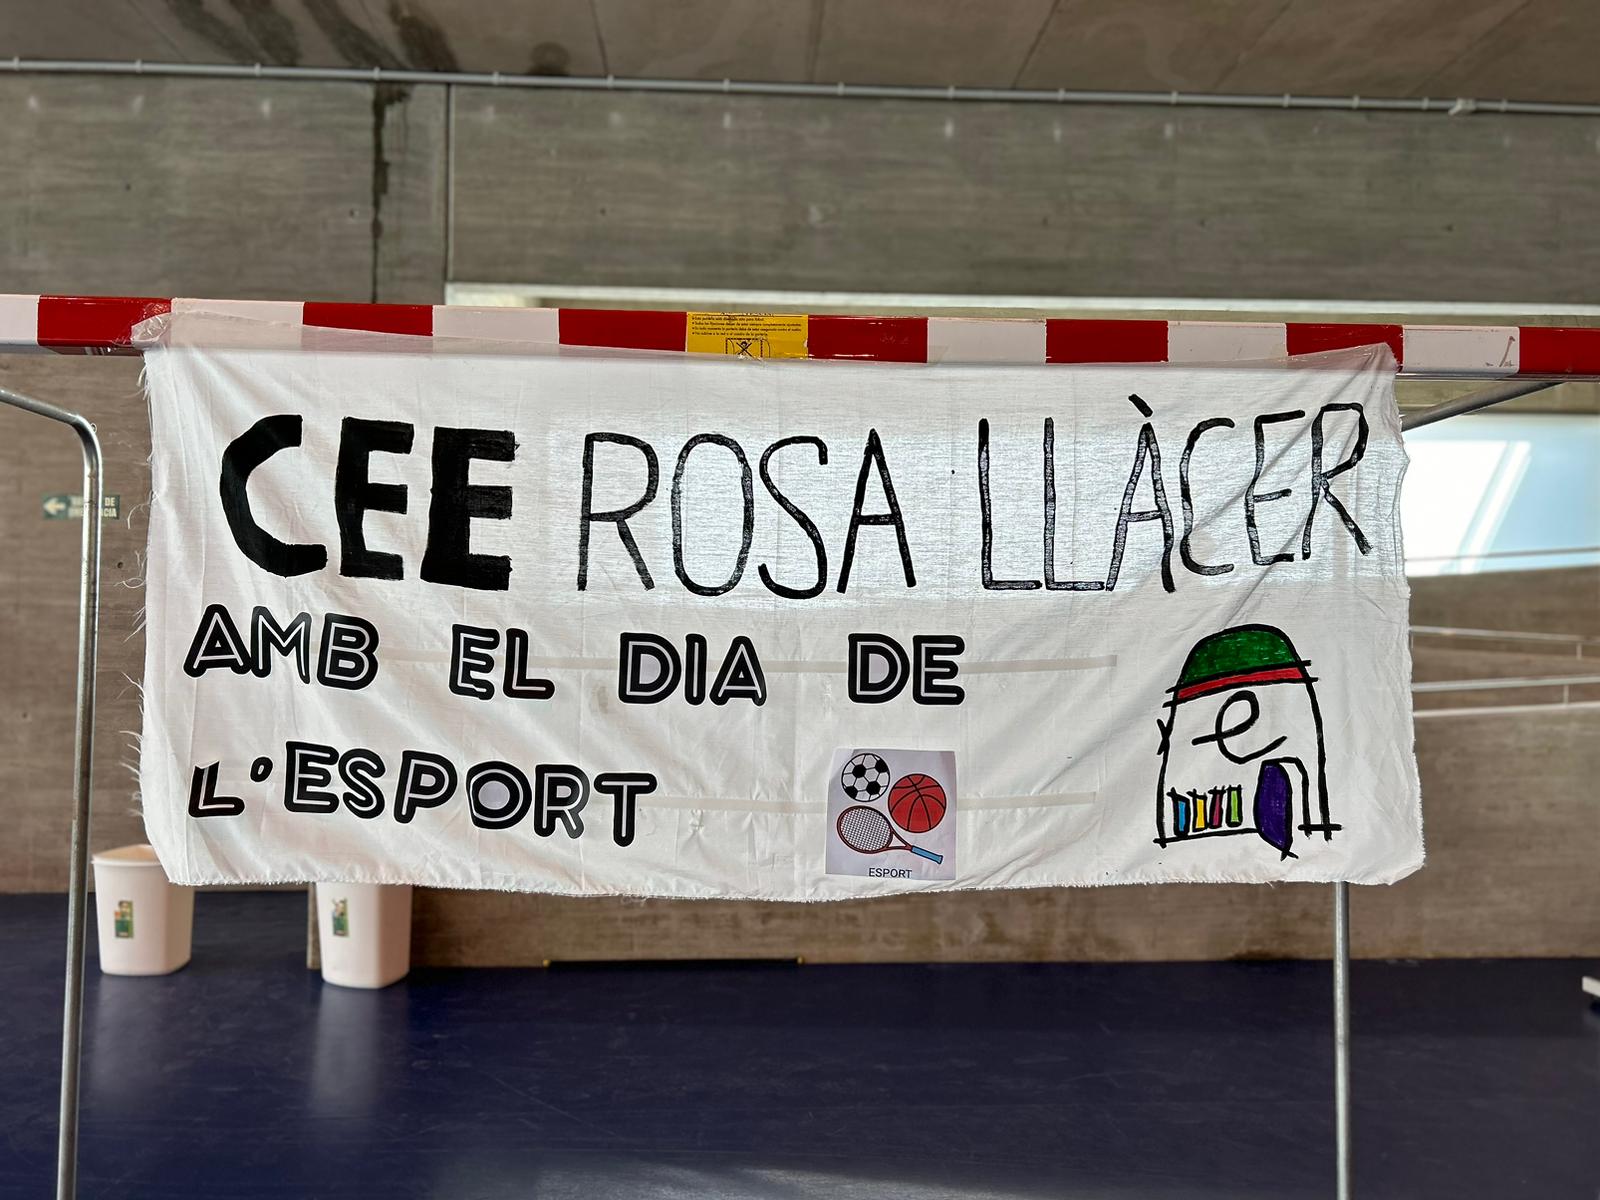 CEE ROSA LLÀCER
AMB EL DIA DE
L'ESPORT
e
ESPORT